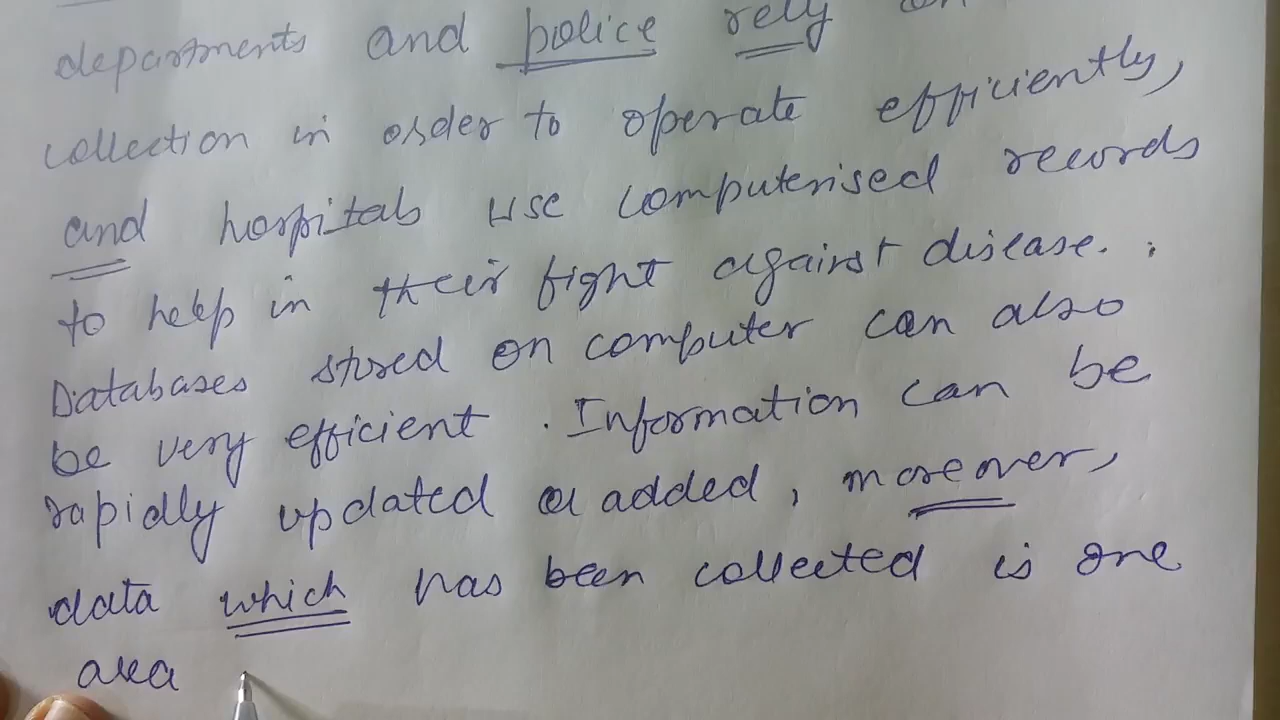 departments and police rely on
collection in order to operate efficiently,
and hospitals use computerised records
to help in their fight against disease.
Databases stored on computer can also
be very efficient. Information can be
rapidly updated or added, moreover,
data which has been collected is one
area